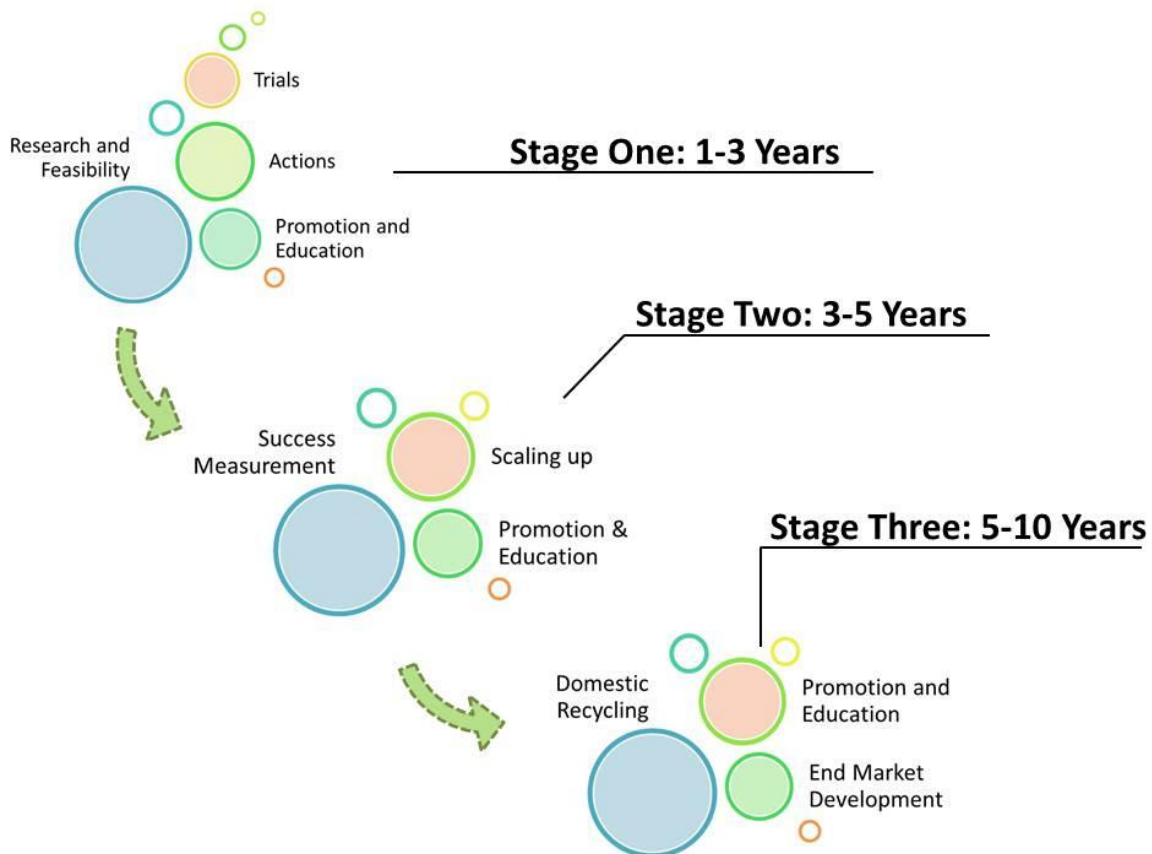 Trials
Research and
Feasibility
Actions
Promotion and
Education
Stage One: 1-3 Years
Stage Two: 3-5 Years
Success
Measurement
Scaling up
Promotion &
Education
Stage Three: 5-10 Years
Domestic
Recycling
Promotion and
Education
End Market
Development